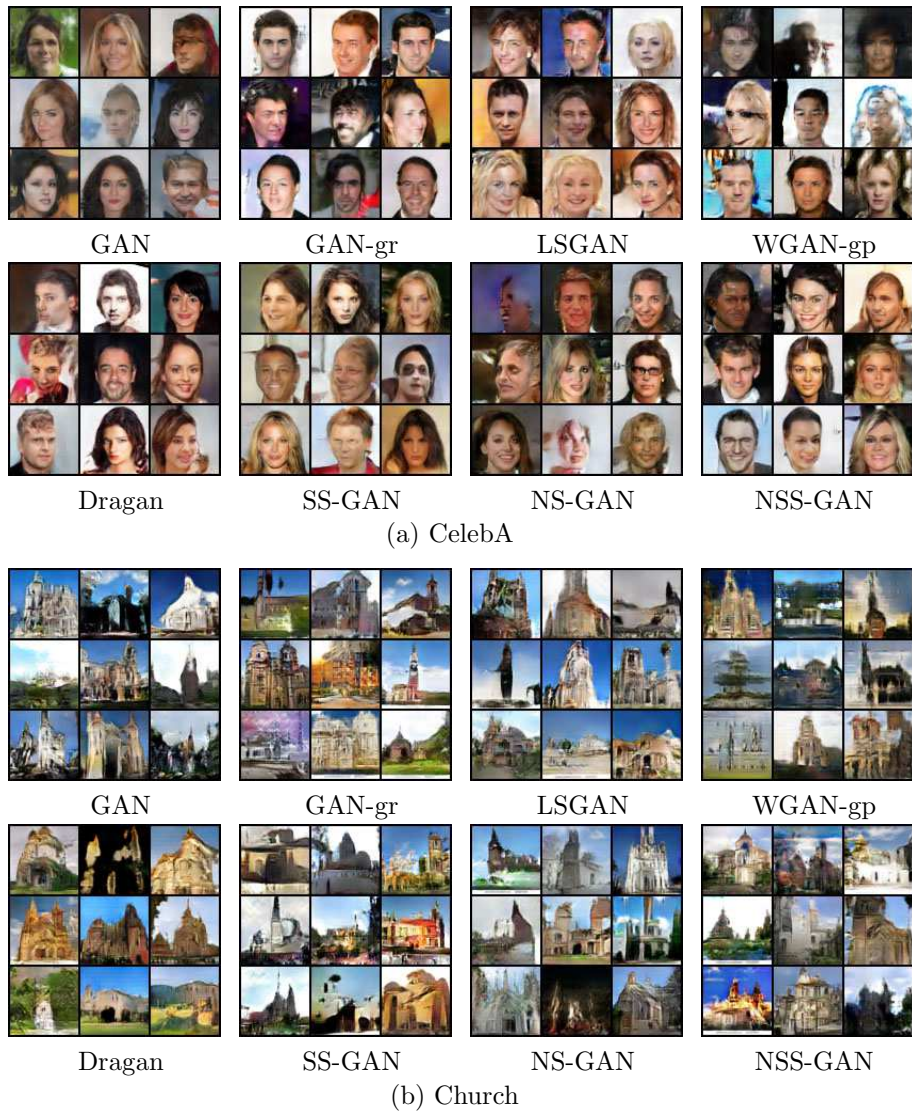 GAN GAN-gr LSGAN WGAN-gp
Dragan SS-GAN NS-GAN NSS-GAN
(a) CelebA
GAN GAN-gr LSGAN WGAN-gp
Dragan SS-GAN NS-GAN NSS-GAN
(b) Church